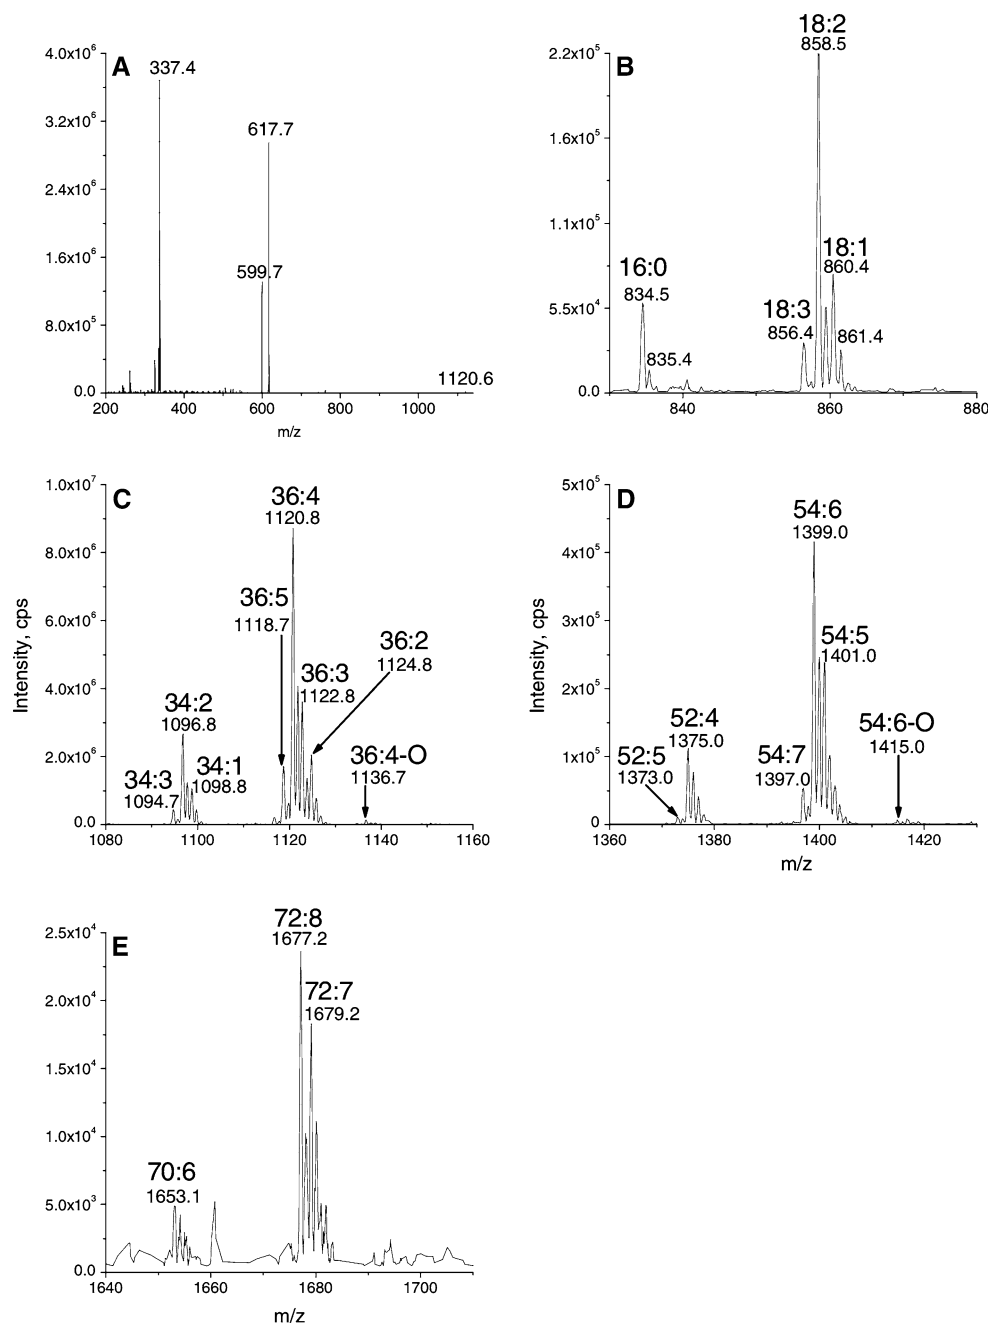 A
4.0x10⁶
3.2x10⁶
2.4x10⁶
1.6x10⁶
8.0x10⁵
0.0
337.4
617.7
599.7
1120.6
200 400 600 800 1000
m/z
B
2.2x10⁵
1.6x10⁵
1.1x10⁵
5.5x10⁴
0.0
18:2
858.5
16:0
834.5
835.4
18:3
856.4
18:1
860.4
861.4
840 860 880
C
1.0x10⁷
8.0x10⁶
6.0x10⁶
4.0x10⁶
2.0x10⁶
0.0
Intensity, cps
36:4
1120.8
36:5
1118.7
36:2
1124.8
36:3
1122.8
34:2
1096.8
34:3
1094.7
34:1
1098.8
36:4-O
1136.7
1080 1100 1120 1140 1160
D
5x10⁵
4x10⁵
3x10⁵
2x10⁵
1x10⁵
0
Intensity, cps
54:6
1399.0
54:5
1401.0
52:4
1375.0
52:5
1373.0
54:7
1397.0
54:6-O
1415.0
1360 1380 1400 1420
m/z
E
2.5x10⁴
2.0x10⁴
1.5x10⁴
1.0x10⁴
5.0x10³
0.0
72:8
1677.2
72:7
1679.2
70:6
1653.1
1640 1660 1680 1700
m/z